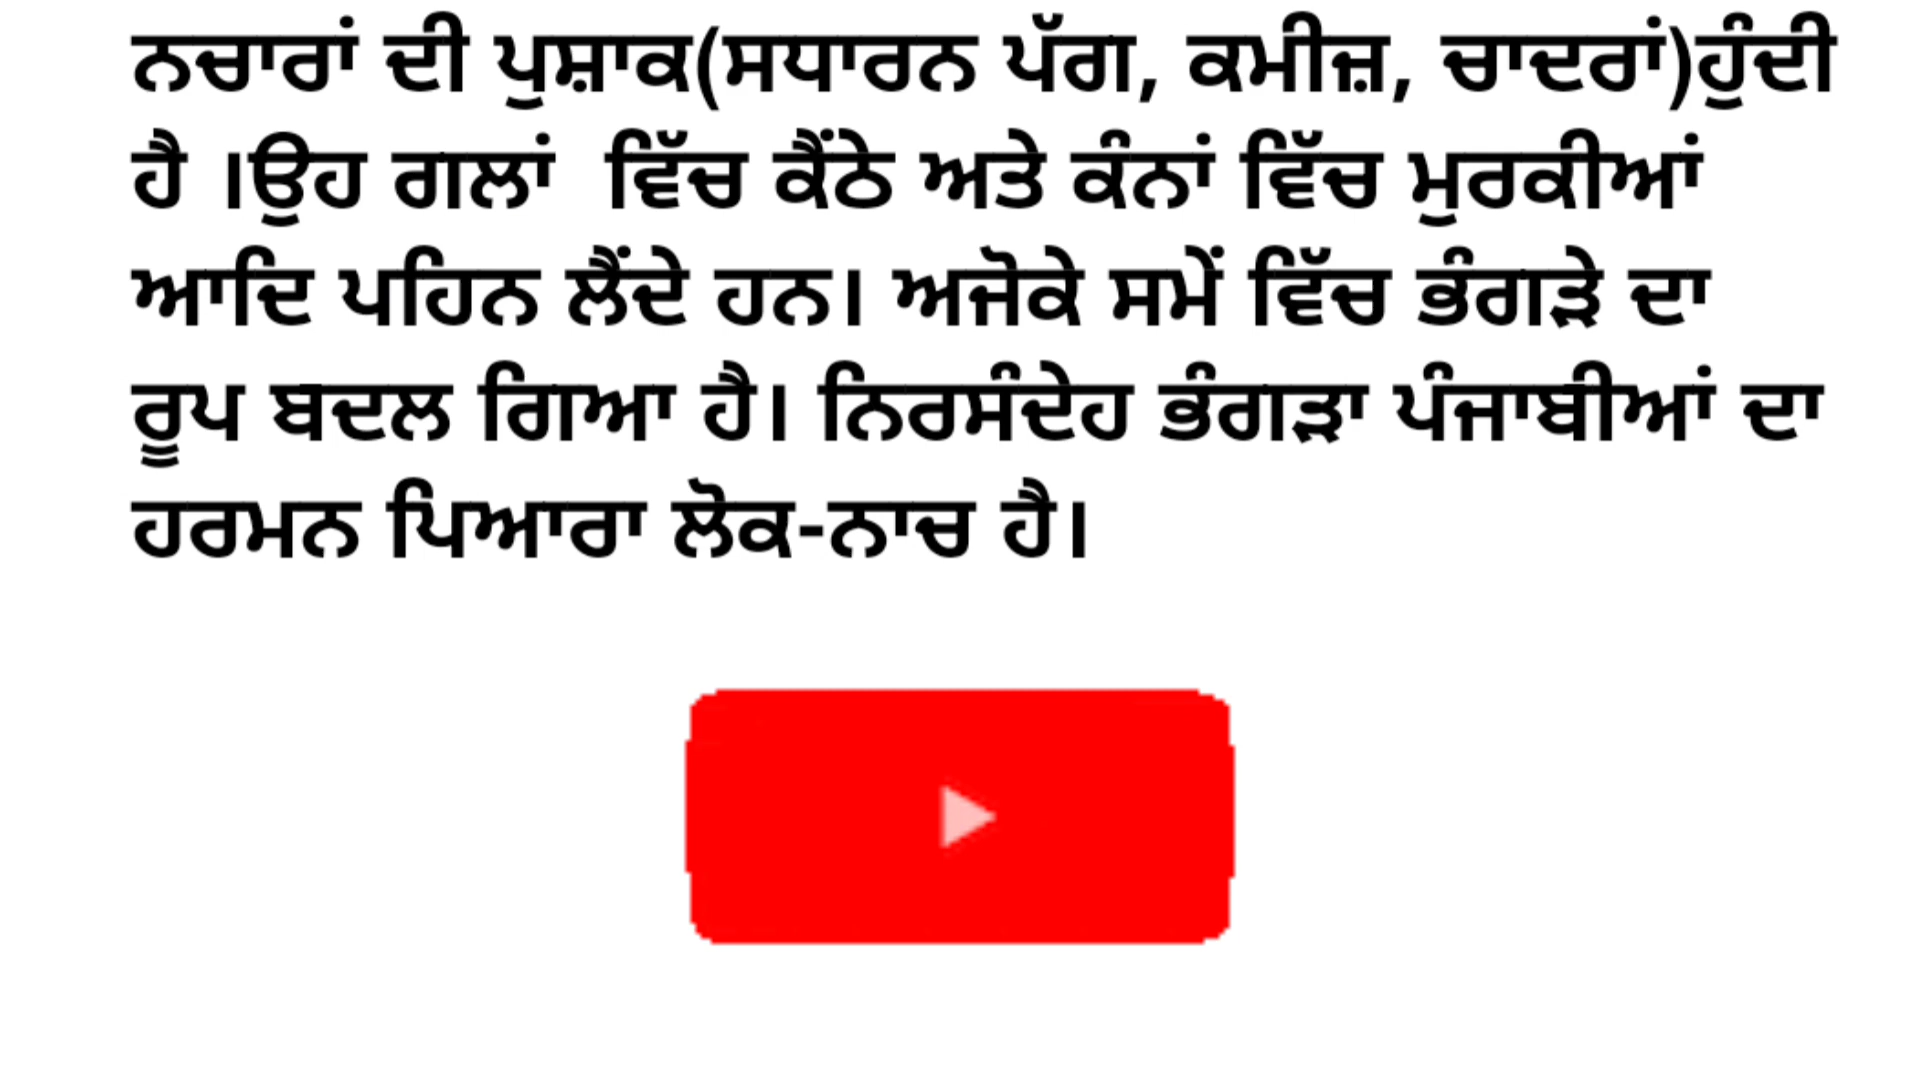 ਨਚਾਰਾਂ ਦੀ ਪੁਸ਼ਾਕ(ਸਧਾਰਨ ਪੱਗ, ਕਮੀਜ਼, ਚਾਦਰਾਂ)ਹੁੰਦੀ
ਹੈ ।ਉਹ ਗਲਾਂ  ਵਿੱਚ ਕੈਂਠੇ ਅਤੇ ਕੰਨਾਂ ਵਿੱਚ ਮੁਰਕੀਆਂ
ਆਦਿ ਪਹਿਨ ਲੈਂਦੇ ਹਨ। ਅਜੋਕੇ ਸਮੇਂ ਵਿੱਚ ਭੰਗੜੇ ਦਾ
ਰੂਪ ਬਦਲ ਗਿਆ ਹੈ। ਨਿਰਸੰਦੇਹ ਭੰਗੜਾ ਪੰਜਾਬੀਆਂ ਦਾ
ਹਰਮਨ ਪਿਆਰਾ ਲੋਕ-ਨਾਚ ਹੈ।